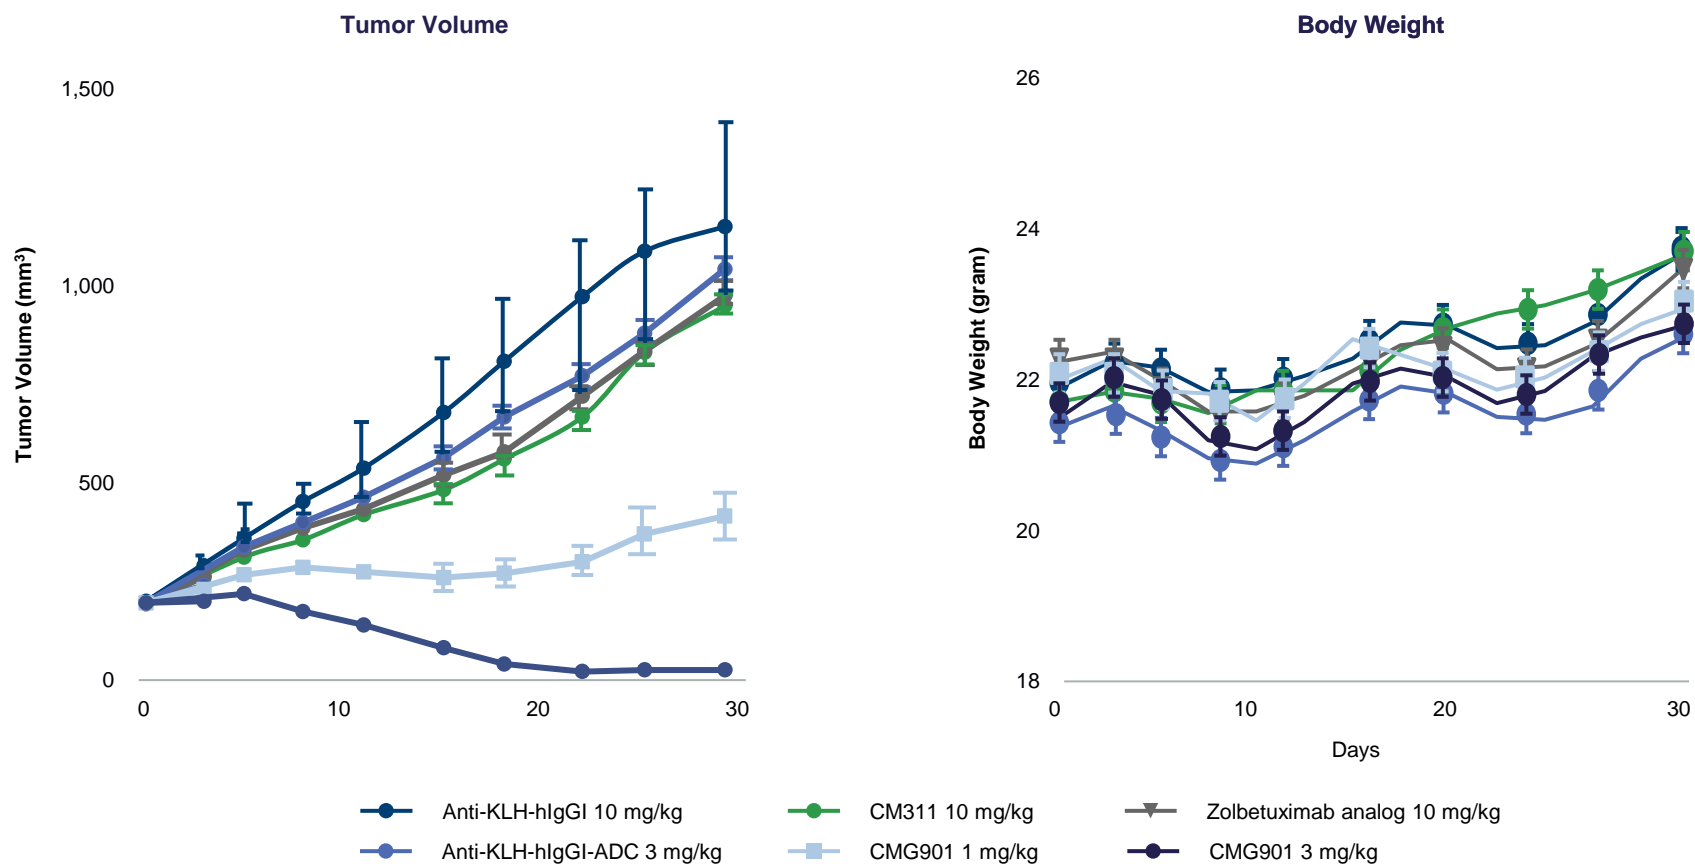 Tumor Volume
Body Weight
Tumor Volume (mm³)
1,500
1,000
500
0
0 10 20 30
Body Weight (gram)
26
24
22
20
18
0 10 20 30
Days
Anti-KLH-hIgGI 10 mg/kg
CM311 10 mg/kg
Zolbetuximab analog 10 mg/kg
Anti-KLH-hIgGI-ADC 3 mg/kg
CMG901 1 mg/kg
CMG901 3 mg/kg